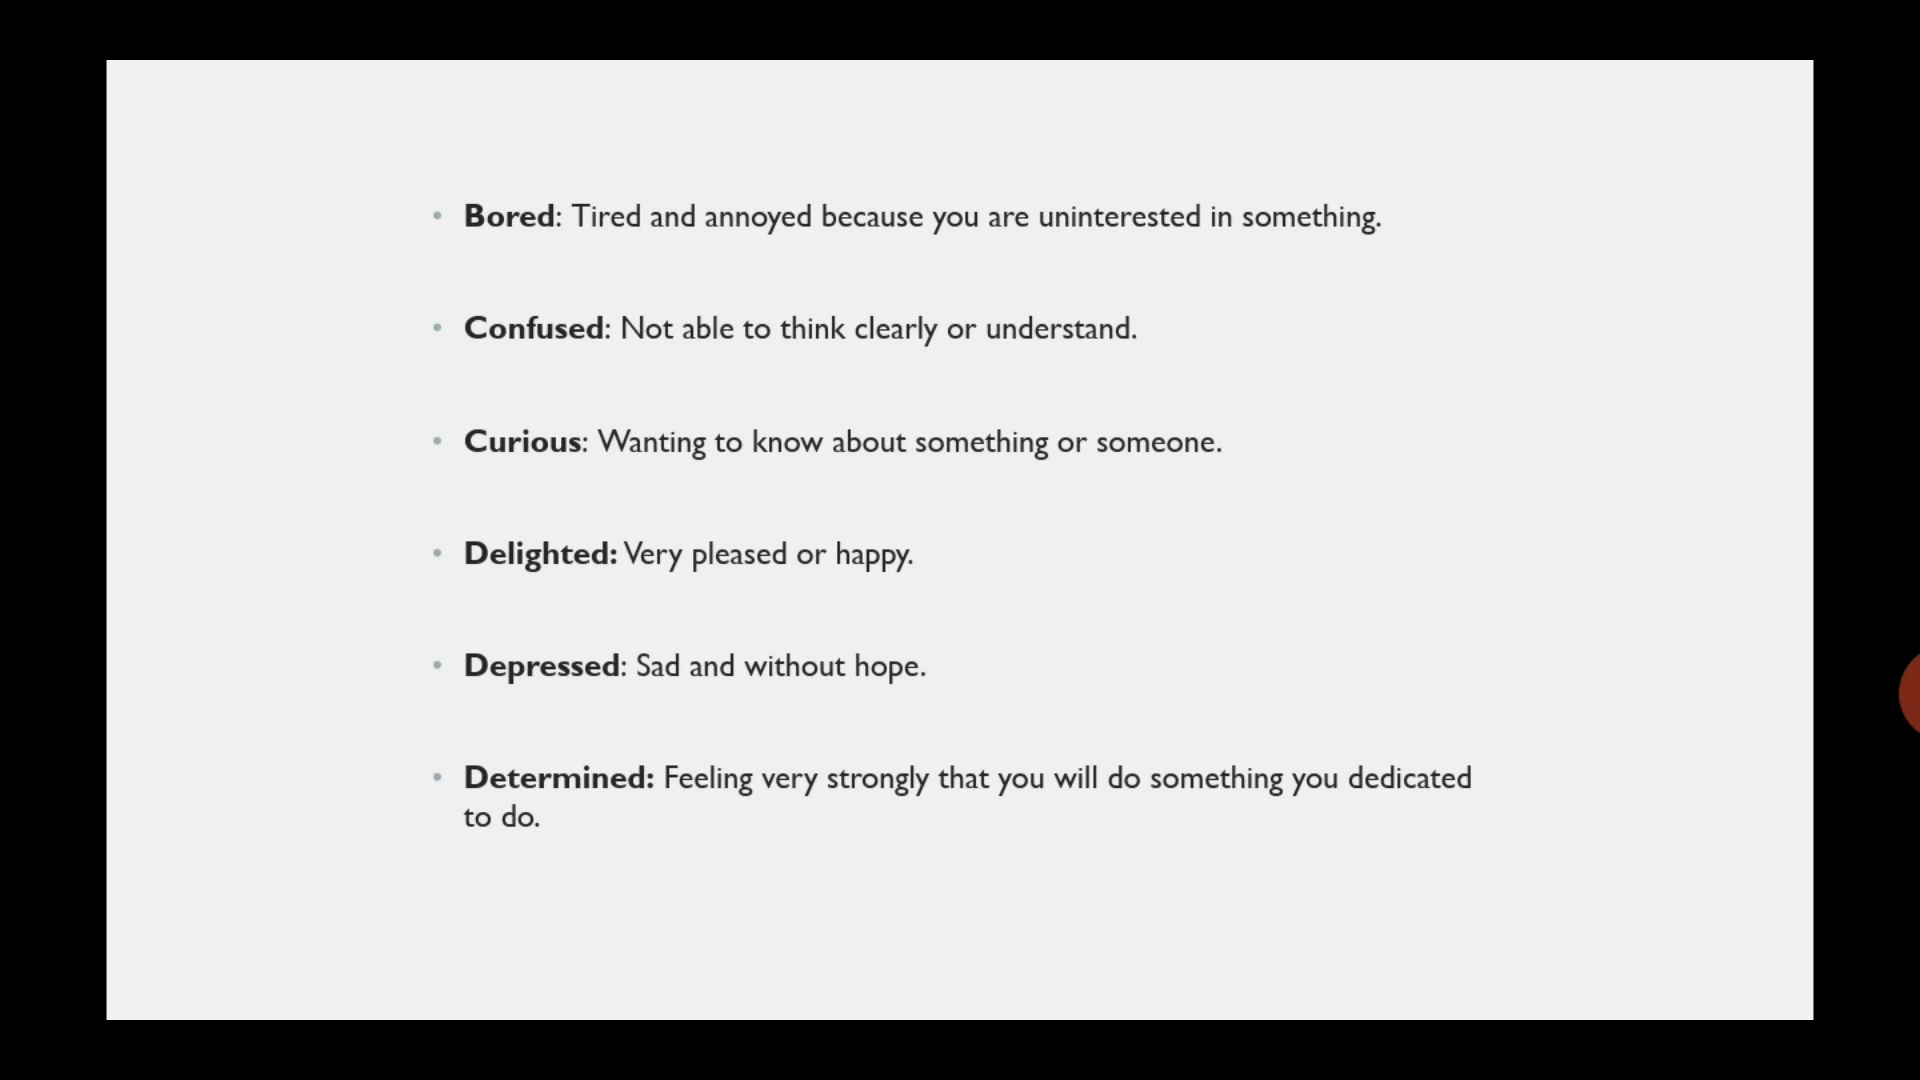 • Bored: Tired and annoyed because you are uninterested in something.
• Confused: Not able to think clearly or understand.
• Curious: Wanting to know about something or someone.
• Delighted: Very pleased or happy.
• Depressed: Sad and without hope.
• Determined: Feeling very strongly that you will do something you dedicated
to do.